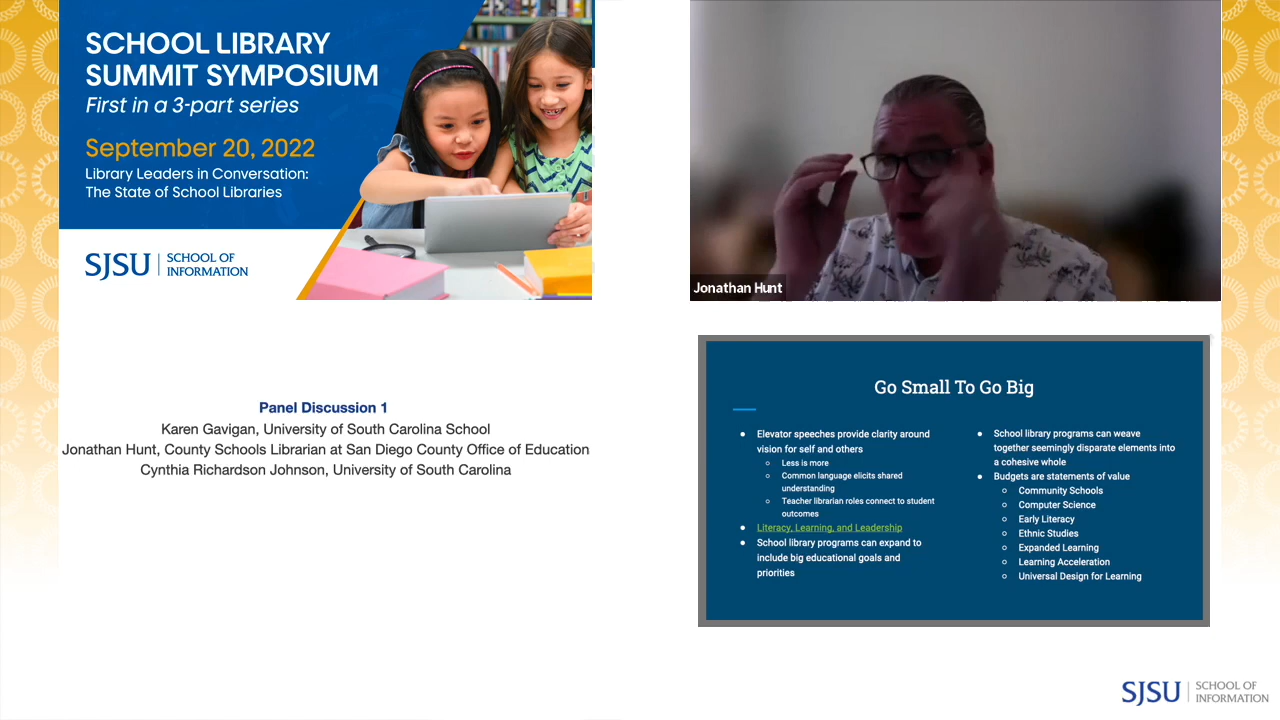 SCHOOL LIBRARY
SUMMIT SYMPOSIUM
First in a 3-part series
September 20, 2022
Library Leaders in Conversation:
The State of School Libraries
SJSU | SCHOOL OF
INFORMATION
Jonathan Hunt
Panel Discussion 1
Karen Gavigan, University of South Carolina School
Jonathan Hunt, County Schools Librarian at San Diego County Office of Education
Cynthia Richardson Johnson, University of South Carolina
Go Small To Go Big
● Elevator speeches provide clarity around
vision for self and others
○ Less is more
○ Common language elicits shared
understanding
○ Teacher librarian roles connect to student
outcomes
● Literacy, Learning, and Leadership
● School library programs can expand to
include big educational goals and
priorities
● School library programs can weave
together seemingly disparate elements into
a cohesive whole
● Budgets are statements of value
○ Community Schools
○ Computer Science
○ Early Literacy
○ Ethnic Studies
○ Expanded Learning
○ Learning Acceleration
○ Universal Design for Learning
SJSU | SCHOOL OF
INFORMATION